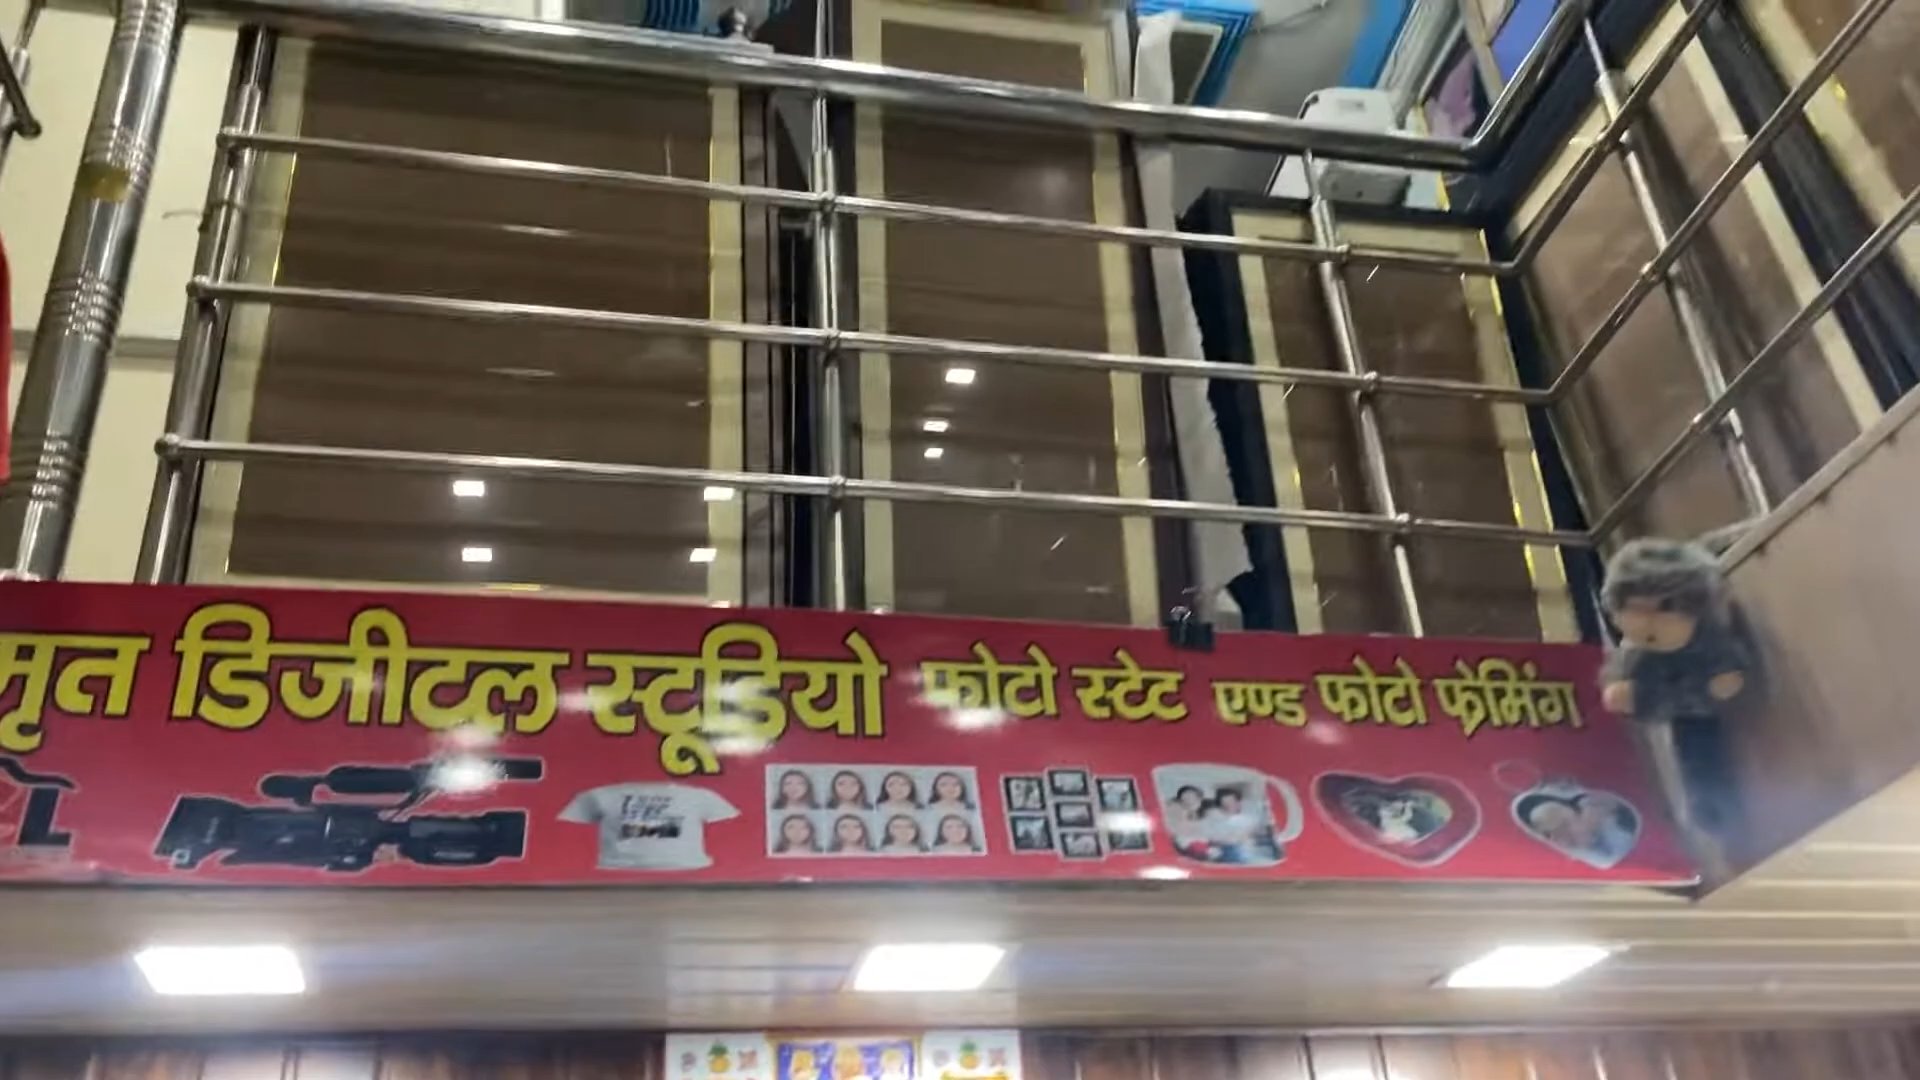 मृत डिजीटल स्टूडियो फोटो स्टेट एण्ड फोटो फ्रेमिंग